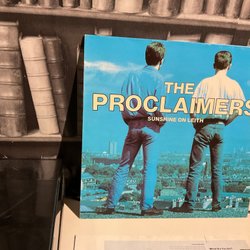 THE
PROCLAIMERS
SUNSHINE ON LEITH